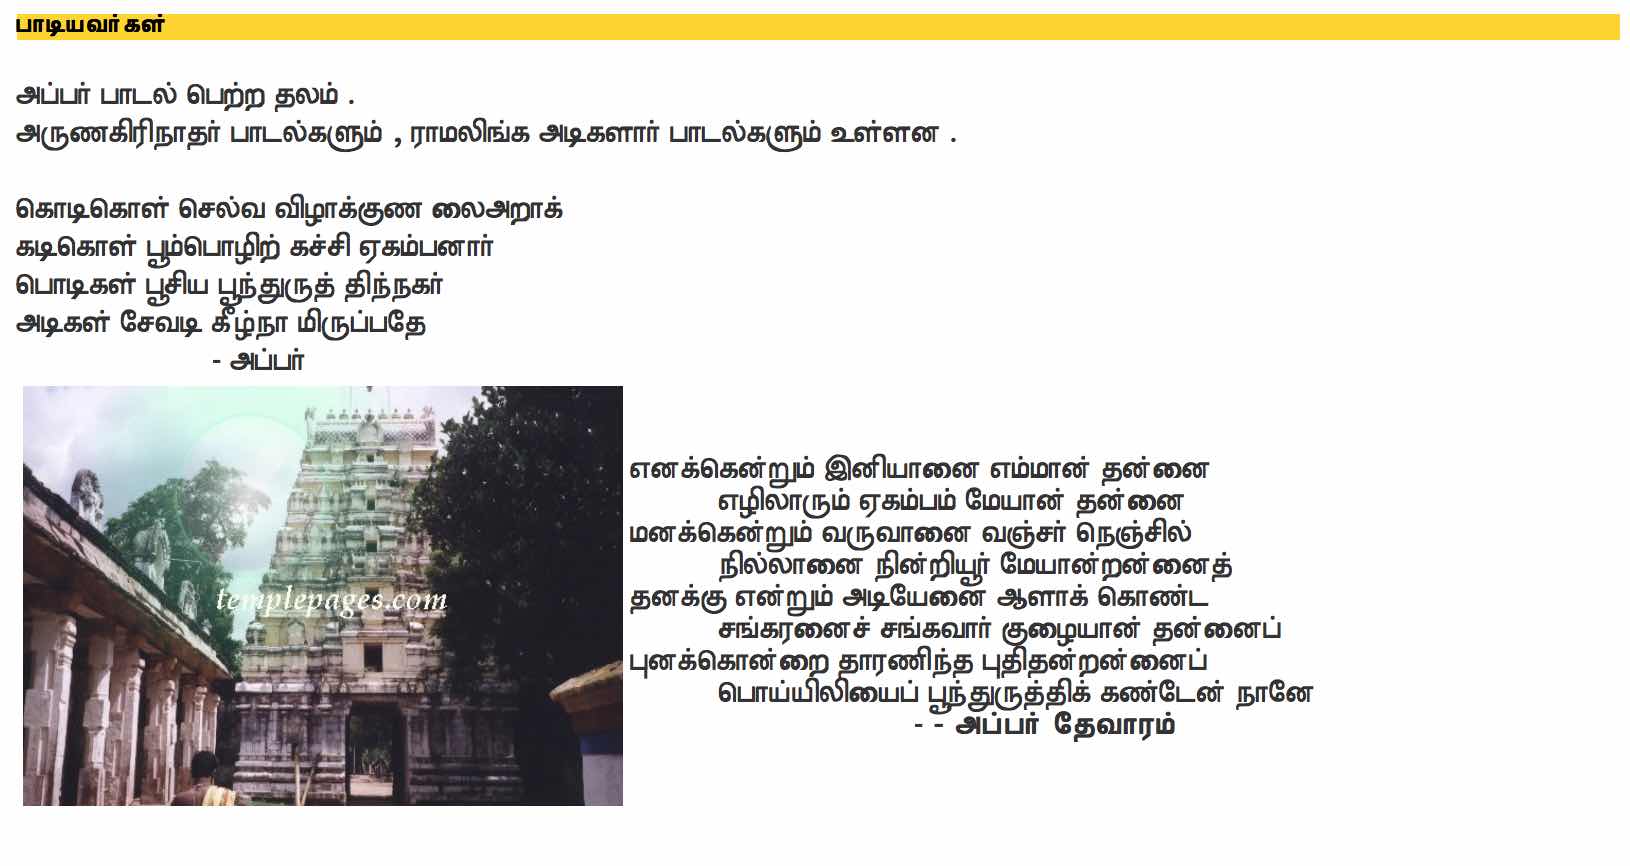 பாடியவர்கள்
அப்பர் பாடல் பெற்ற தலம் .
அருணகிரிநாதர் பாடல்களும் , ராமலிங்க அடிகளார் பாடல்களும் உள்ளன .
கொடிகொள் செல்வ விழாக்குண லைஅறாக்
கடிகொள் பூம்பொழிற் கச்சி ஏகம்பனார்
பொடிகள் பூசிய பூந்துருத் திந்நகர்
அடிகள் சேவடி கீழ்நா மிருப்பதே
- அப்பர்
templepages.com
எனக்கென்றும் இனியானை எம்மான் தன்னை
எழிலாரும் ஏகம்பம் மேயான் தன்னை
மனக்கென்றும் வருவானை வஞ்சர் நெஞ்சில்
நில்லானை நின்றியூர் மேயான்றன்னைத்
தனக்கு என்றும் அடியேனை ஆளாக் கொண்ட
சங்கரனைச் சங்கவார் குழையான் தன்னைப்
புனக்கொன்றை தாரணிந்த புதிதன்றன்னைப்
பொய்யிலியைப் பூந்துருத்திக் கண்டேன் நானே
- - அப்பர் தேவாரம்